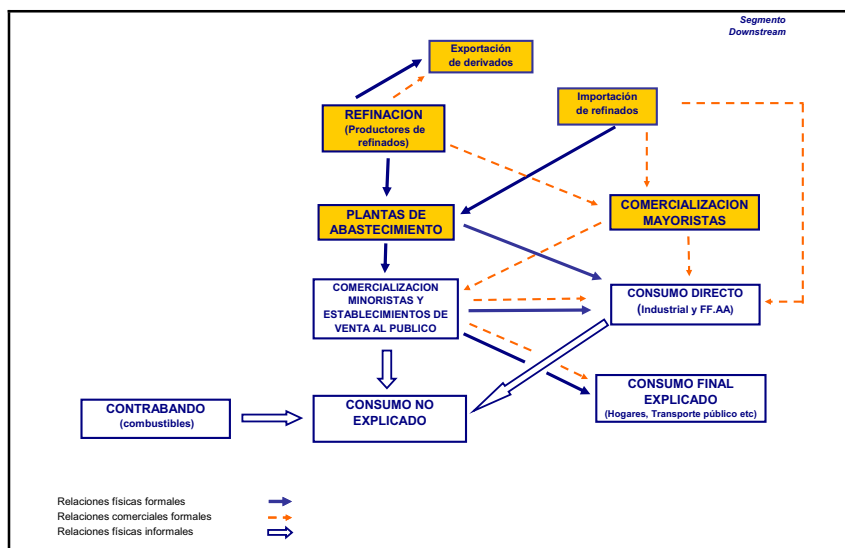 Segmento
Downstream
Exportación
de derivados
Importación
de refinados
REFINACION
(Productores de
refinados)
PLANTAS DE
ABASTECIMIENTO
COMERCIALIZACION
MAYORISTAS
COMERCIALIZACION
MINORISTAS Y
ESTABLECIMIENTOS DE
VENTA AL PUBLICO
CONSUMO DIRECTO
(Industrial y FF.AA)
CONSUMO FINAL
EXPLICADO
(Hogares, Transporte público etc)
CONTRABANDO
(combustibles)
CONSUMO NO
EXPLICADO
Relaciones físicas formales
Relaciones comerciales formales
Relaciones físicas informales